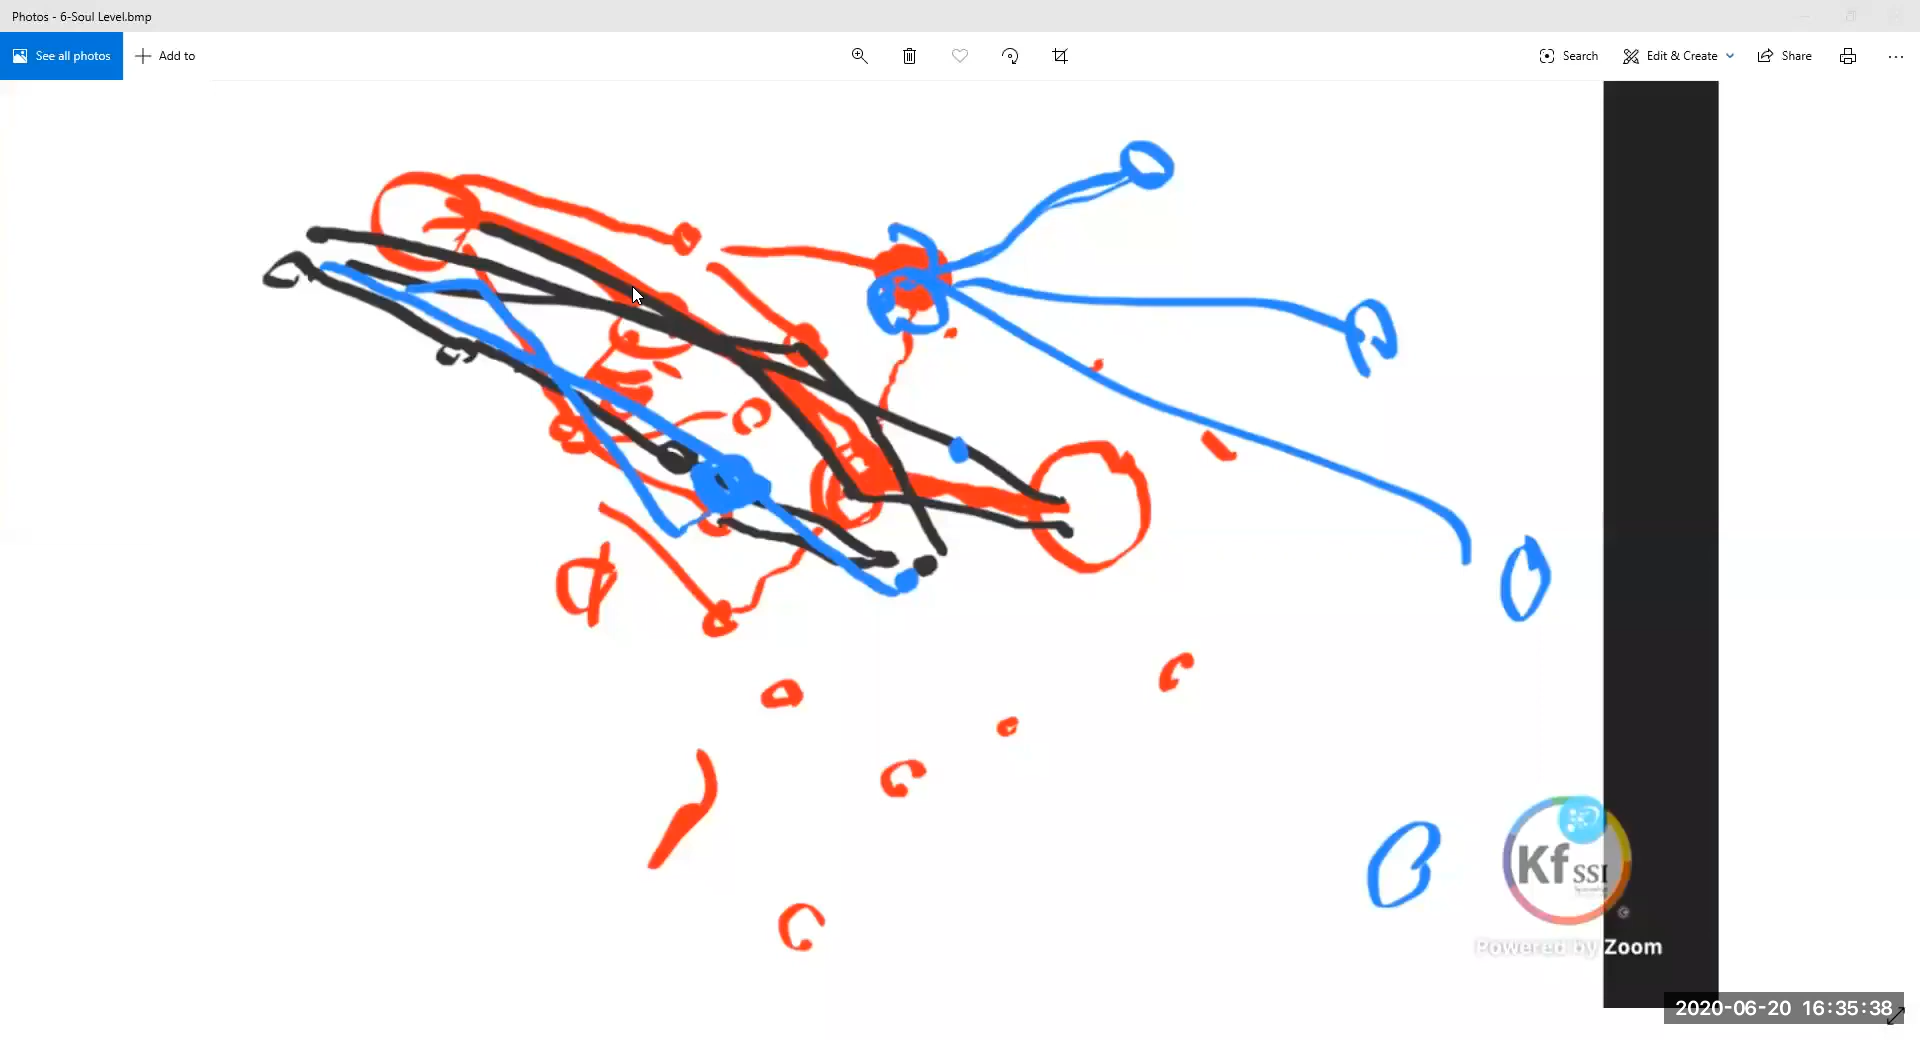 Photos - 6-Soul Level.bmp
See all photos
Add to
Search
Edit & Create
Share
Kf SSI
Powered by Zoom
2020-06-20 16:35:38